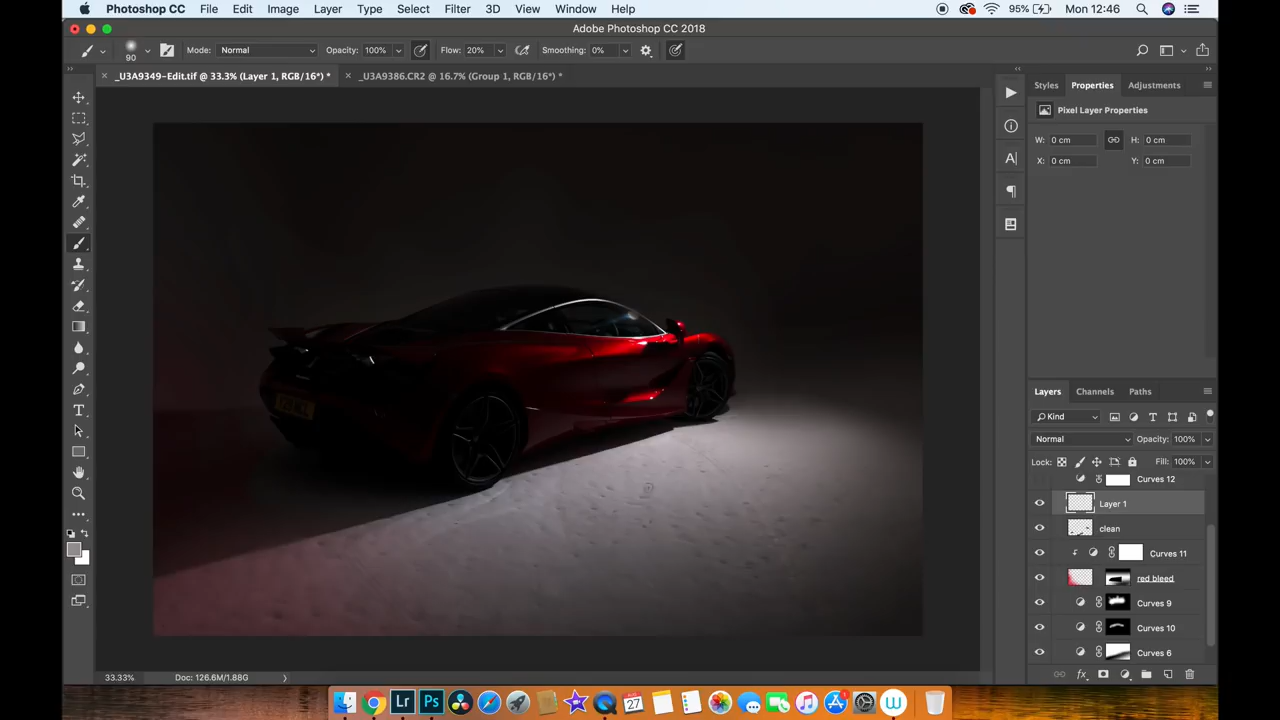 Photoshop CC File Edit Image Layer Type Select Filter 3D View Window Help 95% Mon 12:46
Adobe Photoshop CC 2018
90 Mode: Normal Opacity: 100% Flow: 20% Smoothing: 0%
_U3A9349-Edit.tif @ 33.3% (Layer 1, RGB/16*) * _U3A9386.CR2 @ 16.7% (Group 1, RGB/16*) *
Styles Properties Adjustments
Pixel Layer Properties
W: 0 cm H: 0 cm
X: 0 cm Y: 0 cm
Layers Channels Paths
Kind
Normal Opacity: 100%
Lock: Fill: 100%
Curves 12
Layer 1
clean
Curves 11
red bleed
Curves 9
Curves 10
Curves 6
33.33% Doc: 126.6M/1.88G